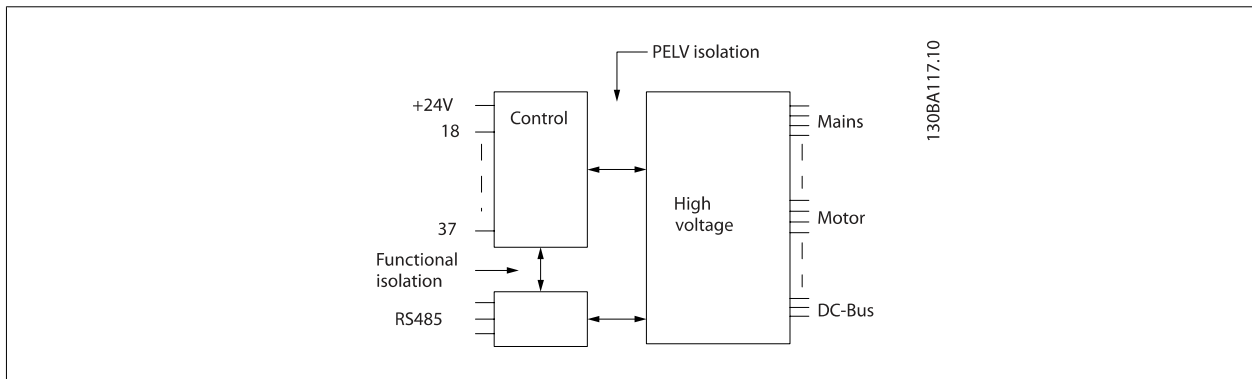 PELV isolation
+24V
Control
18
37
High
voltage
Mains
Motor
DC-Bus
Functional
isolation
RS485
130BA117.10